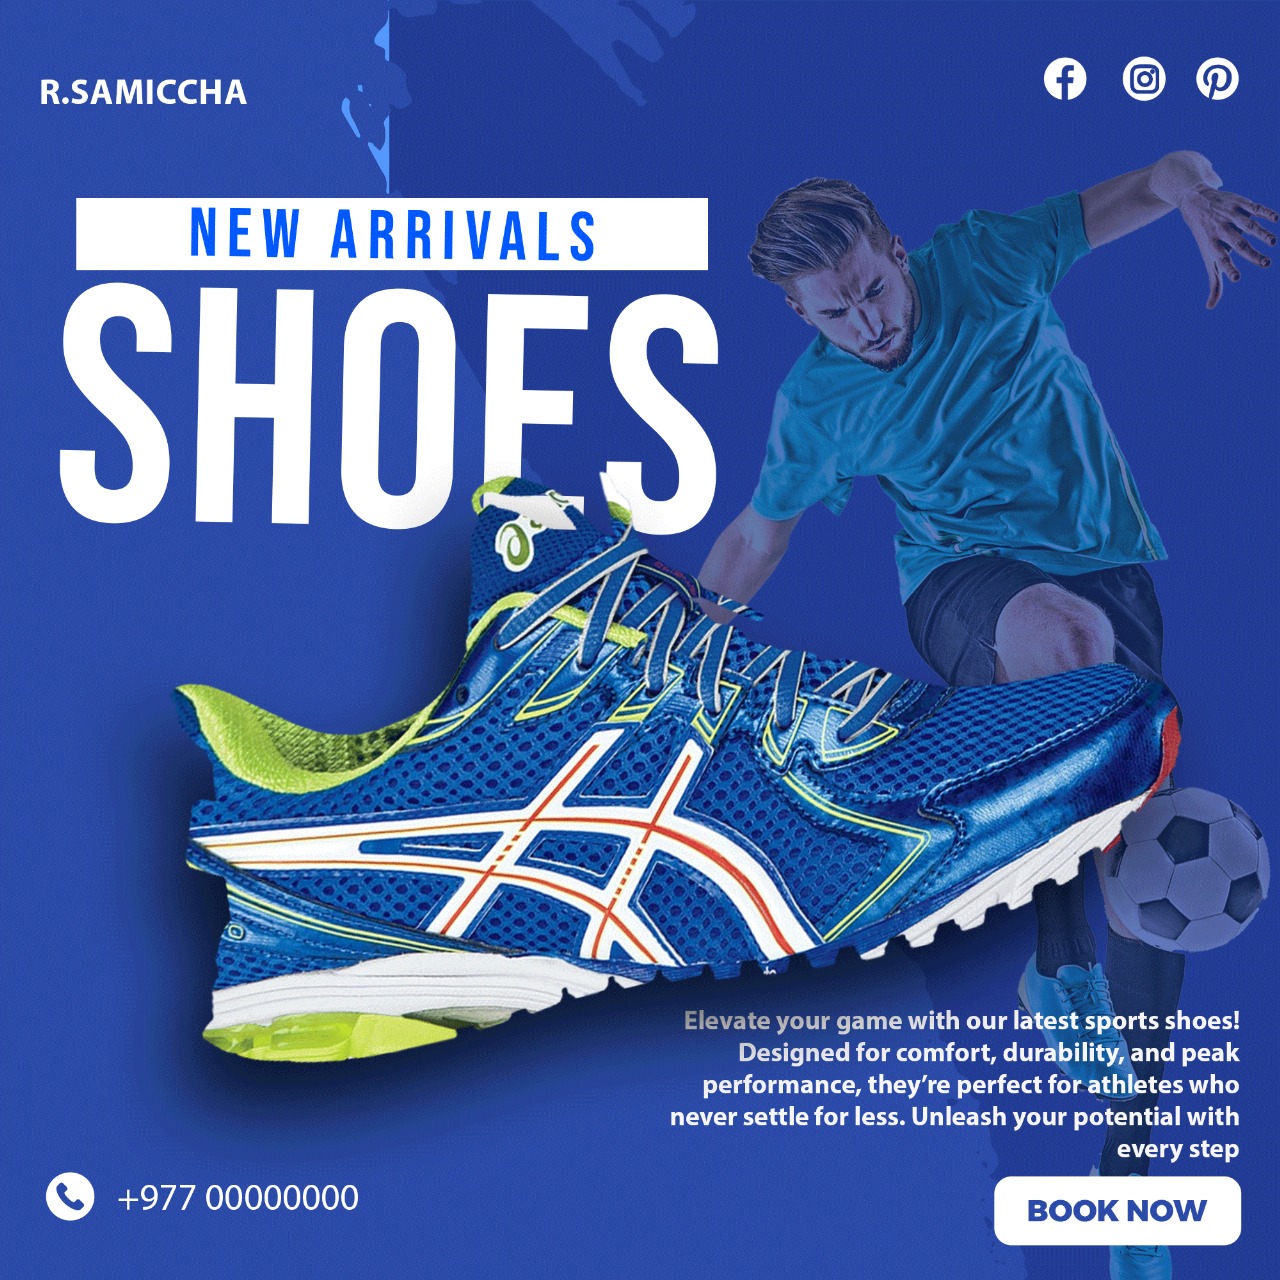 R.SAMICCHA
NEW ARRIVALS
SHOES
Elevate your game with our latest sports shoes!
Designed for comfort, durability, and peak
performance, they’re perfect for athletes who
never settle for less. Unleash your potential with
every step
+977 00000000
BOOK NOW